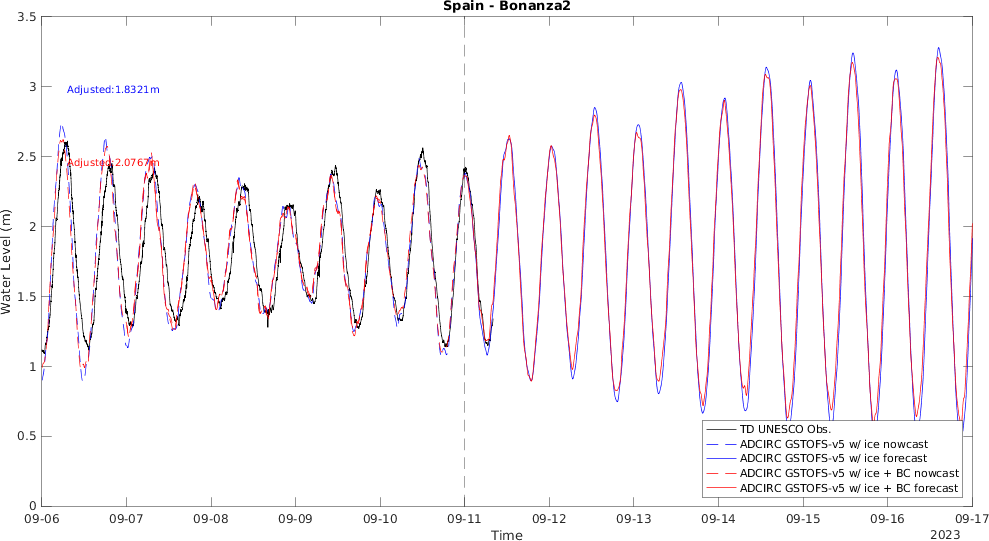 Spain - Bonanza2
3.5
3
2.5
2
1.5
1
0.5
0
Water Level (m)
Adjusted:1.8321m
Adjusted:2.0767m
TD UNESCO Obs.
ADCIRC GSTOFS-v5 w/ ice nowcast
ADCIRC GSTOFS-v5 w/ ice forecast
ADCIRC GSTOFS-v5 w/ ice + BC nowcast
ADCIRC GSTOFS-v5 w/ ice + BC forecast
09-06 09-07 09-08 09-09 09-10 09-11 09-12 09-13 09-14 09-15 09-16 09-17
Time
2023